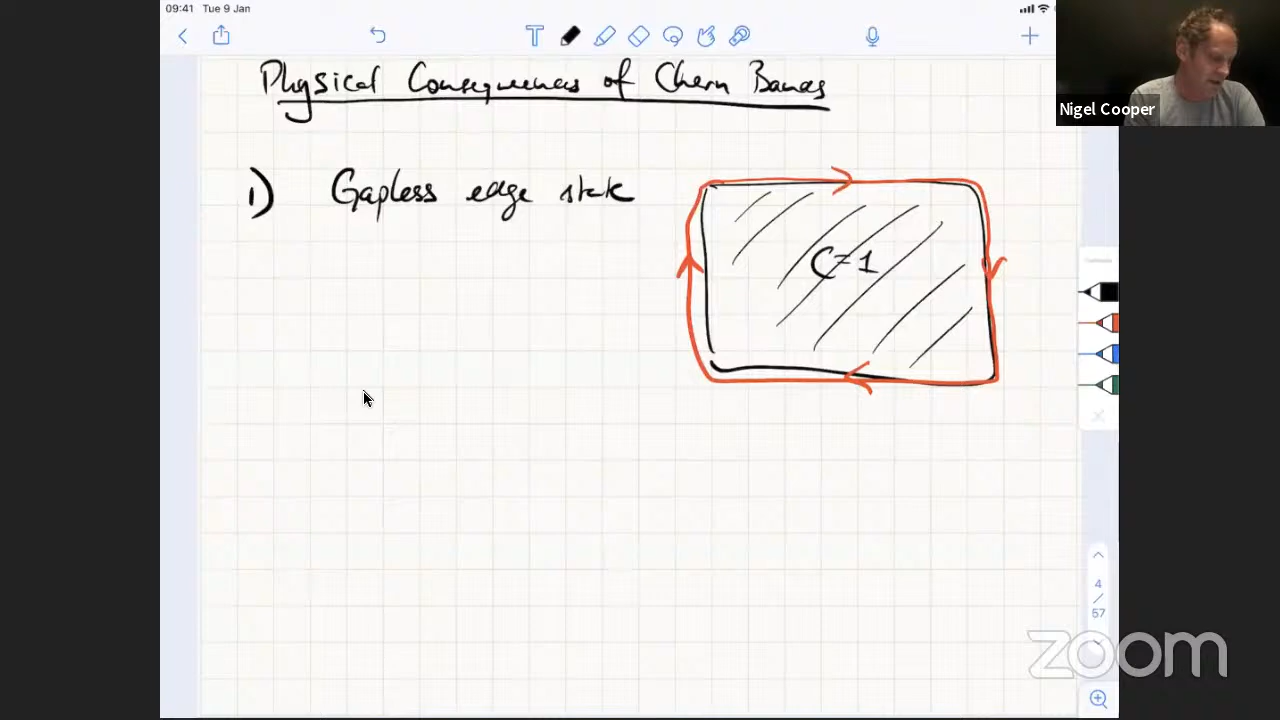 09:41 Tue 9 Jan
Nigel Cooper
Physical Consequences of Chern Bands
1) Gapless edge state
C=1
4
/
57
zoom